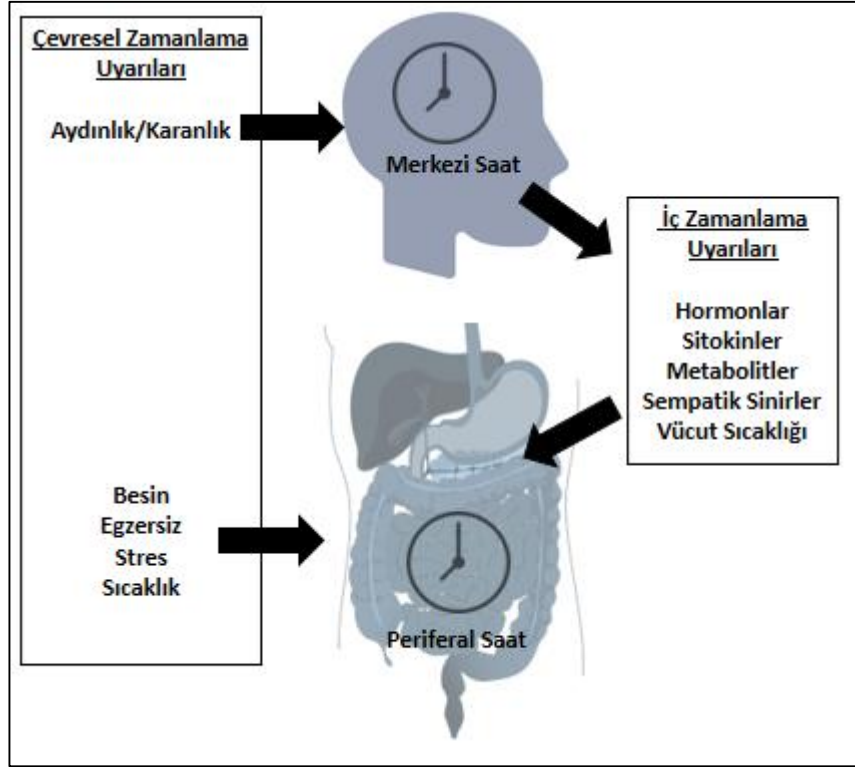 Çevresel Zamanlama
Uyarıları
Aydınlık/Karanlık
Merkezi Saat
İç Zamanlama
Uyarıları
Hormonlar
Sitokinler
Metabolitler
Sempatik Sinirler
Vücut Sıcaklığı
Besin
Egzersiz
Stres
Sıcaklık
Periferal Saat